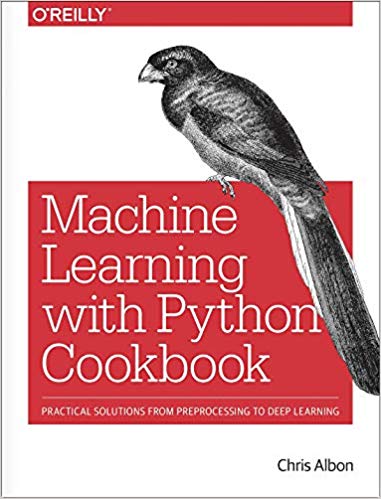 O'REILLY®
Machine
Learning
with Python
Cookbook
PRACTICAL SOLUTIONS FROM PREPROCESSING TO DEEP LEARNING
Chris Albon